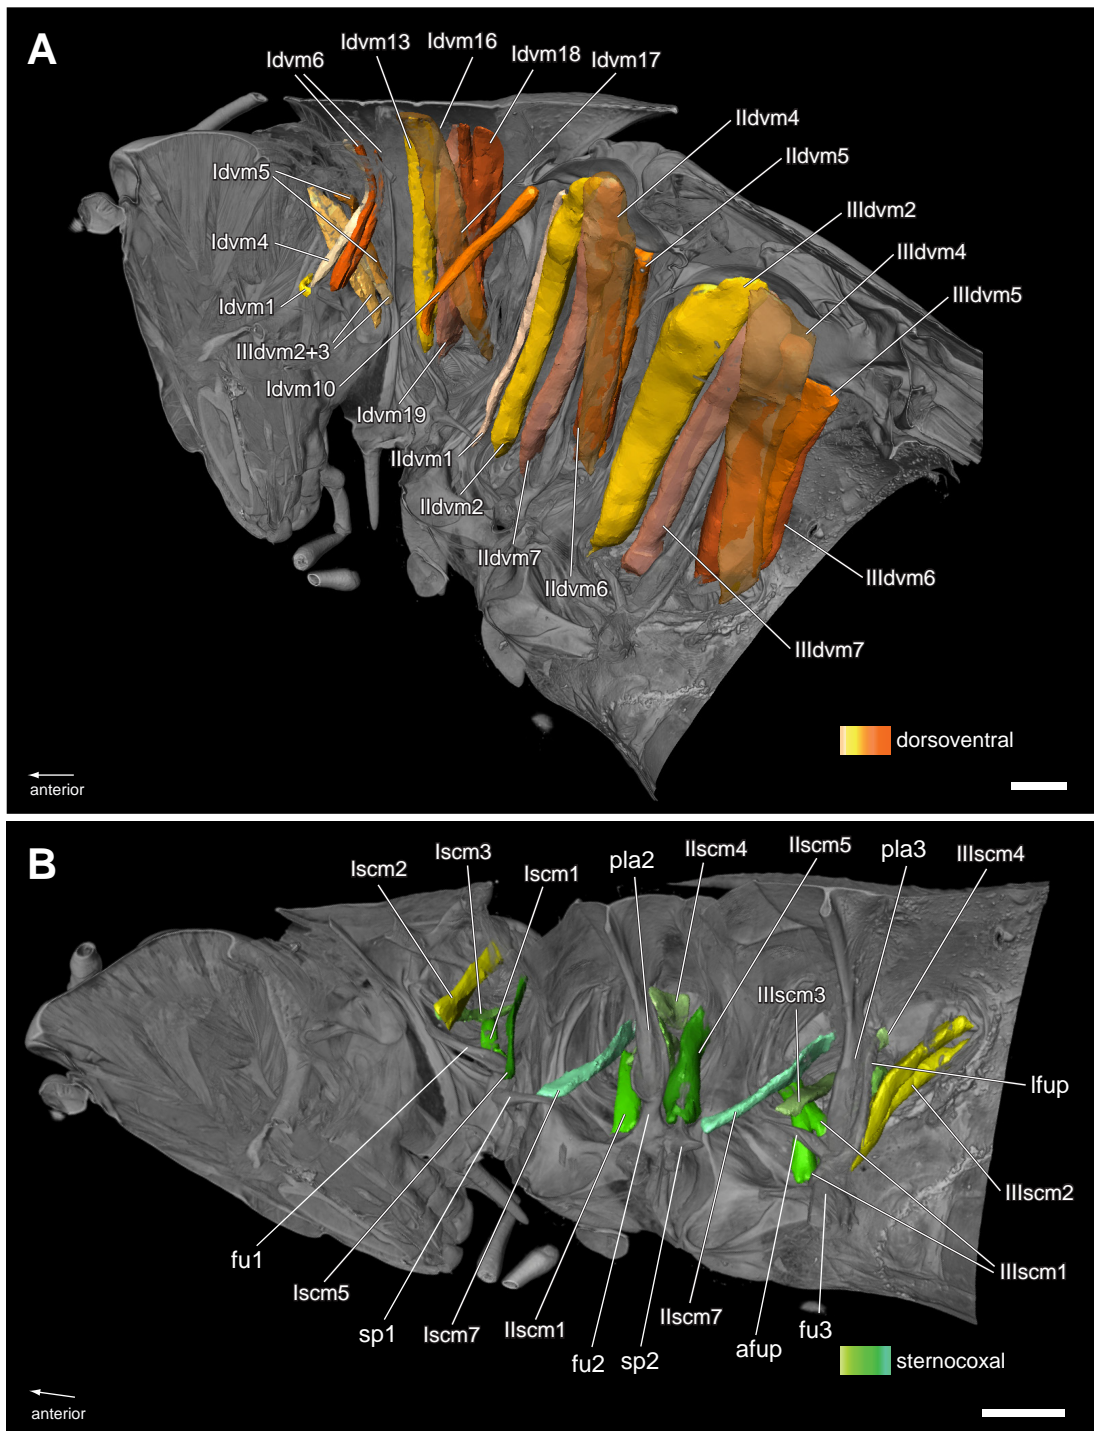 A
Idvm6
Idvm13
Idvm16
Idvm18
Idvm17
IIdvm4
IIdvm5
Idvm5
IIIdvm2
Idvm4
IIIdvm4
Idvm1
IIIdvm5
IIIdvm2+3
Idvm10
Idvm19
IIdvm1
IIdvm2
IIdvm7
IIdvm6
IIIdvm6
IIIdvm7
dorsoventral
anterior
B
Iscm2
Iscm3
Iscm1
pla2
IIscm4
IIscm5
pla3
IIIscm4
IIIscm3
lfup
IIIscm2
IIIscm1
fu1
Iscm5
sp1
Iscm7
IIscm1
fu2
sp2
IIscm7
afup
fu3
sternocoxal
anterior